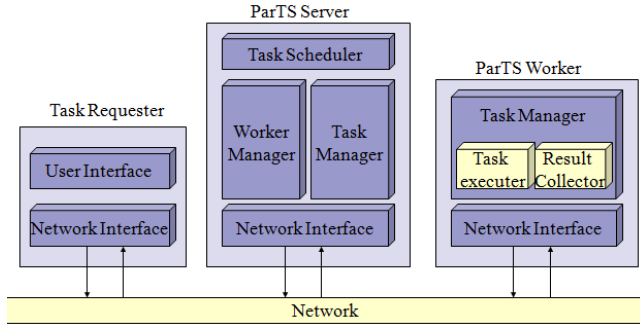 ParTS Server
Task Scheduler
Worker
Manager
Task
Manager
Network Interface
Task Requester
User Interface
Network Interface
ParTS Worker
Task Manager
Task
executer
Result
Collector
Network Interface
Network